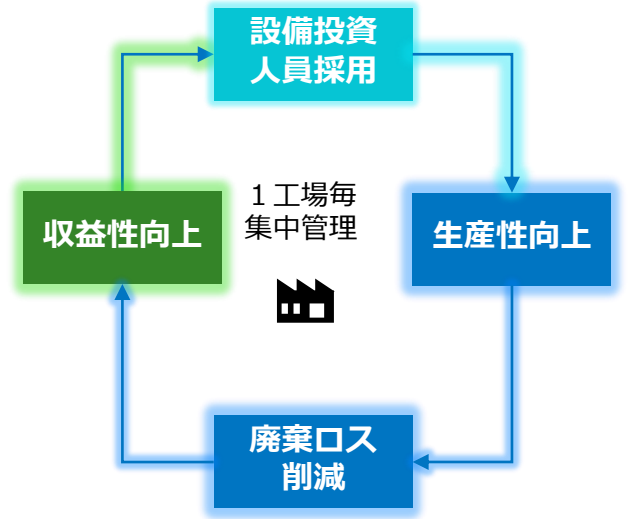 設備投資
人員採用
１工場毎
集中管理
収益性向上
生産性向上
廃棄ロス
削減